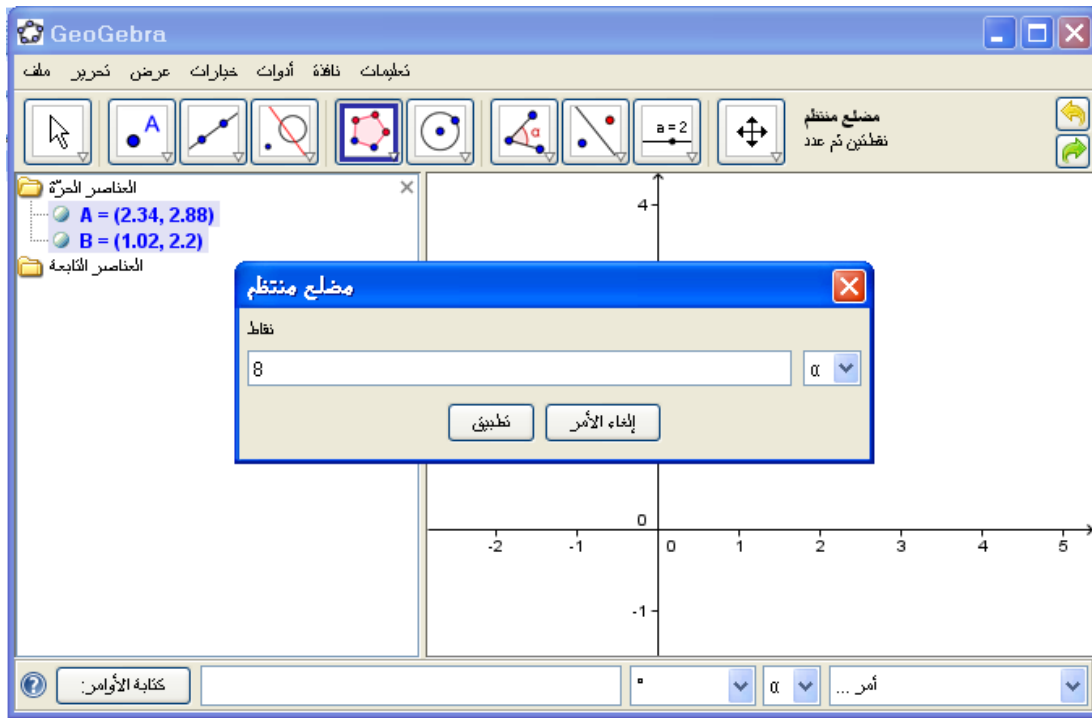 GeoGebra
ملف تحرير عرض خيارات أدوات نافذة تعليمات
A
α
a = 2
مضلع منتظم
نقطتين ثم عدد
العناصر الحرّة
A = (2.34, 2.88)
B = (1.02, 2.2)
العناصر التابعة
مضلع منتظم
نقاط
8
α
إلغاء الأمر
تطبيق
4
0
-2 -1 0 1 2 3 4 5
-1
كتابة الأوامر:
α
أمر ...